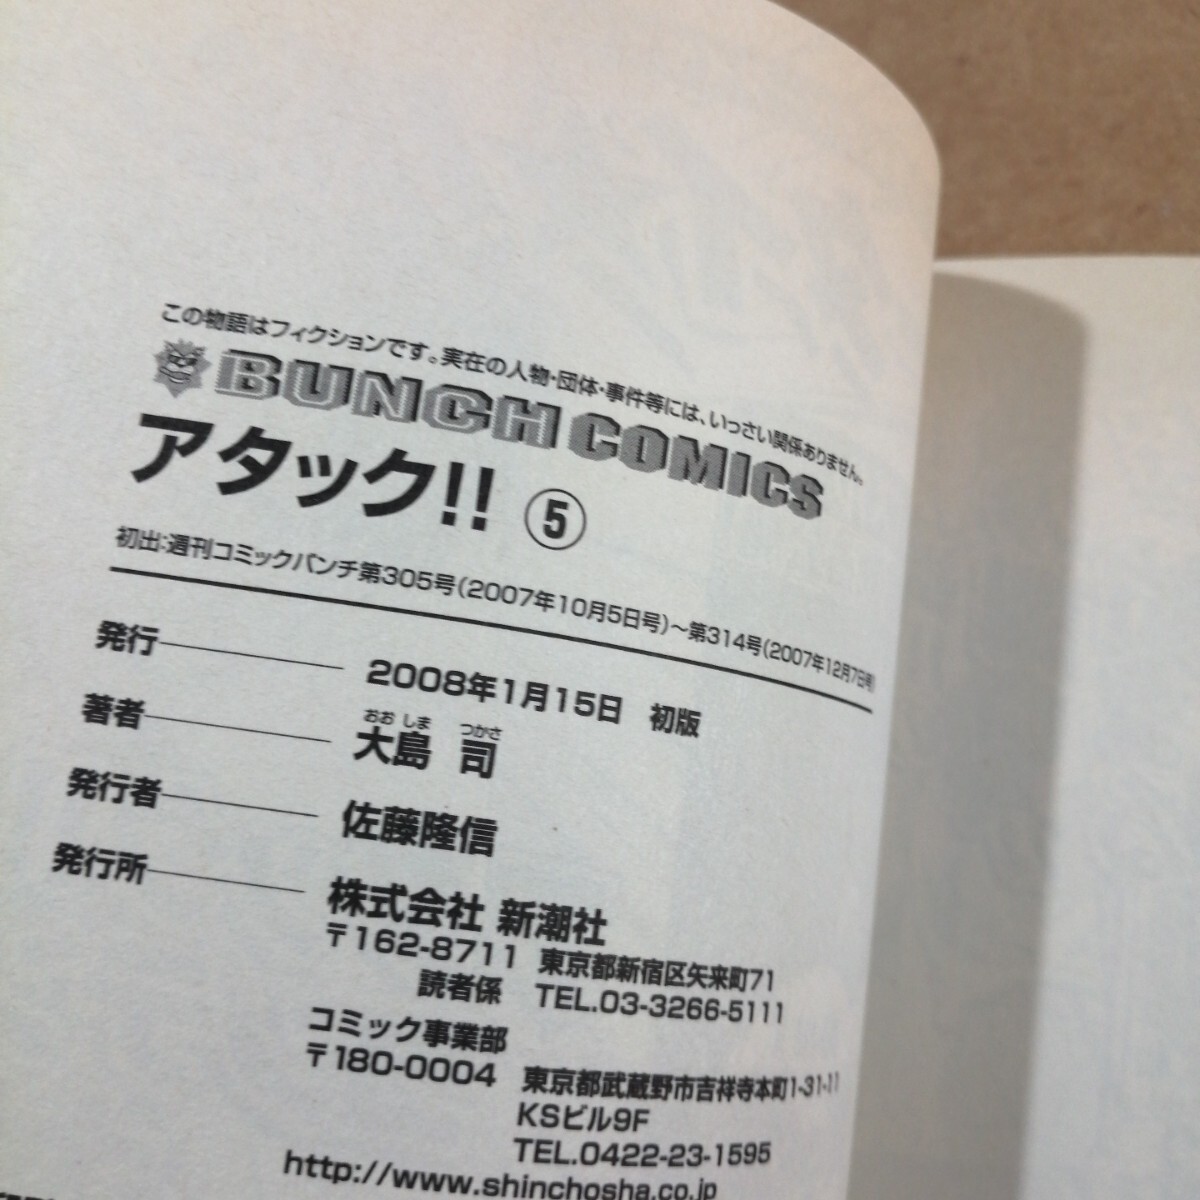 この物語はフィクションです。実在の人物・団体・事件等には、いっさい関係ありません。
BUNCH COMICS
アタック!! ⑤
初出:週刊コミックバンチ第305号(2007年10月5日号)〜第314号(2007年12月7日号)
発行 2008年1月15日 初版
おおしま つかさ
著者 大島 司
発行者 佐藤隆信
発行所 株式会社 新潮社
〒162-8711 東京都新宿区矢来町71
読者係 TEL.03-3266-5111
コミック事業部
〒180-0004 東京都武蔵野市吉祥寺本町1-31-11
KSビル9F
TEL.0422-23-1595
http://www.shinchosha.co.jp